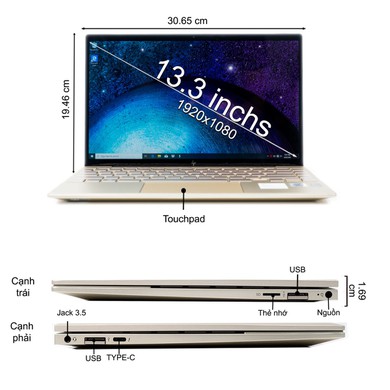 30.65 cm
19.46 cm
13.3 inchs
1920x1080
Touchpad
Cạnh
trái
USB
1.69
cm
Thẻ nhớ
Nguồn
Cạnh
phải
Jack 3.5
USB
TYPE-C